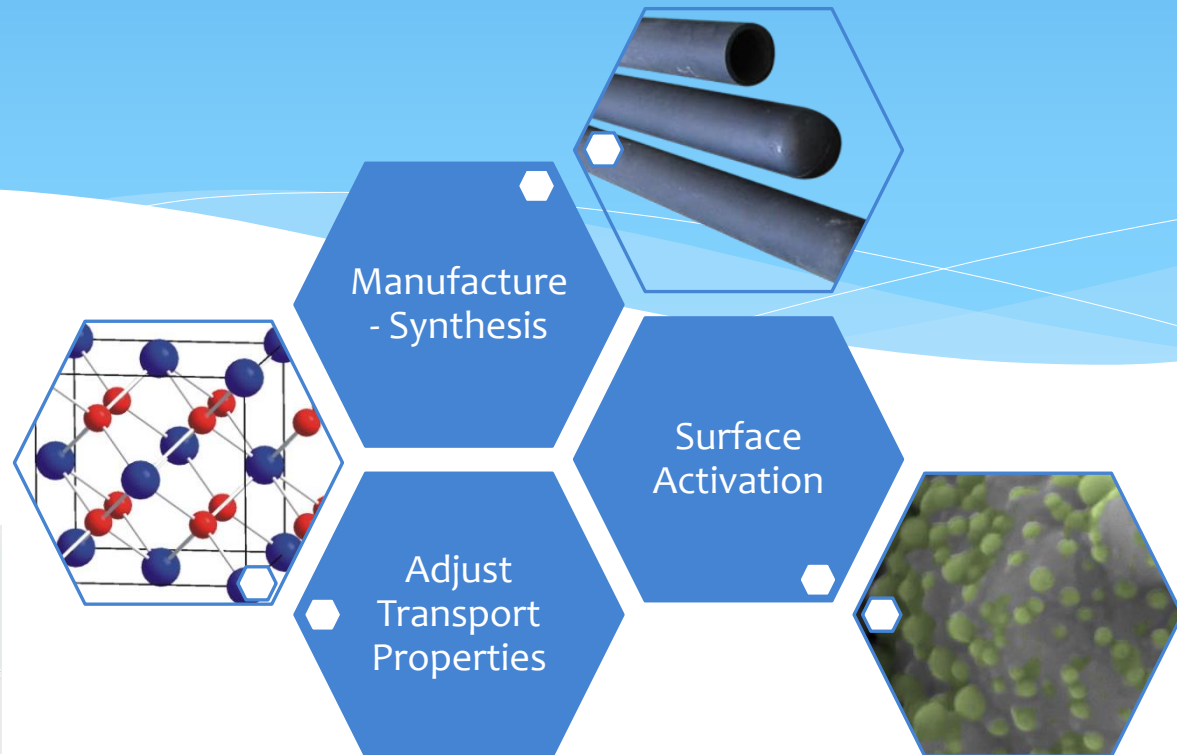 Manufacture
- Synthesis
Surface
Activation
Adjust
Transport
Properties